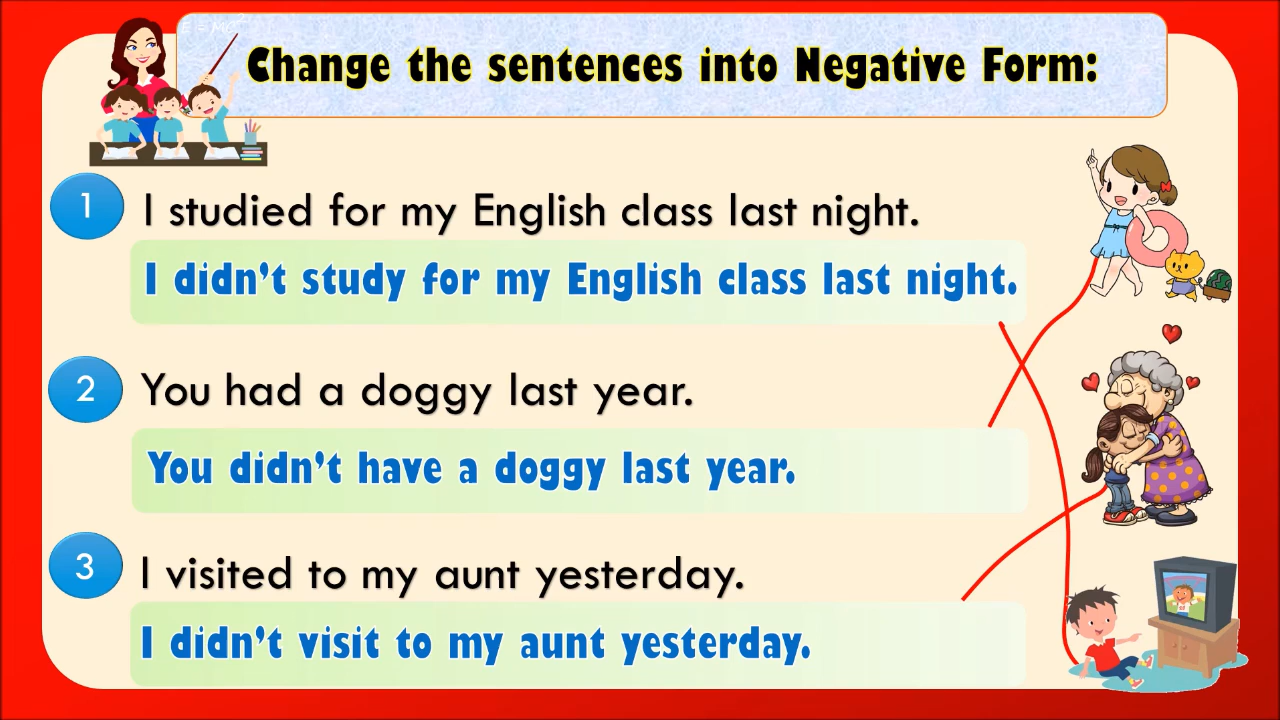 Change the sentences into Negative Form:
1 I studied for my English class last night.
I didn't study for my English class last night.
2 You had a doggy last year.
You didn't have a doggy last year.
3 I visited to my aunt yesterday.
I didn't visit to my aunt yesterday.